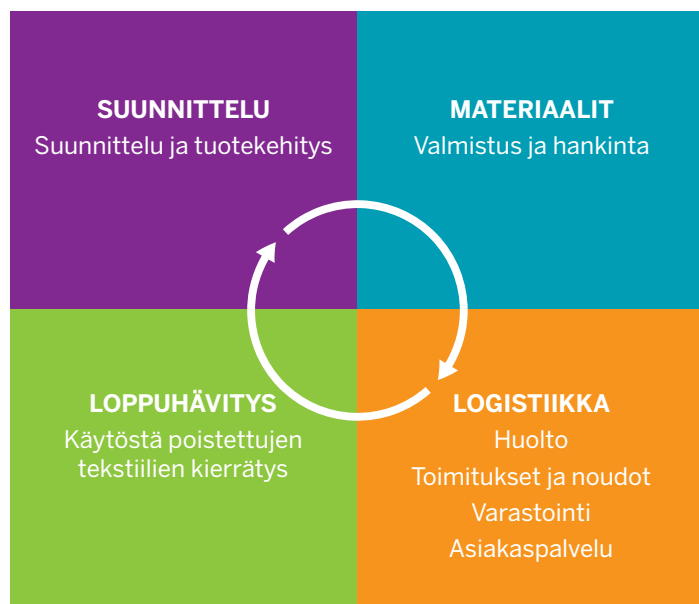 SUUNNITTELU
Suunnittelu ja tuotekehitys
MATERIAALIT
Valmistus ja hankinta
LOPPUHÄVITYS
Käytöstä poistettujen
tekstiilien kierrätys
LOGISTIIKKA
Huolto
Toimitukset ja noudot
Varastointi
Asiakaspalvelu